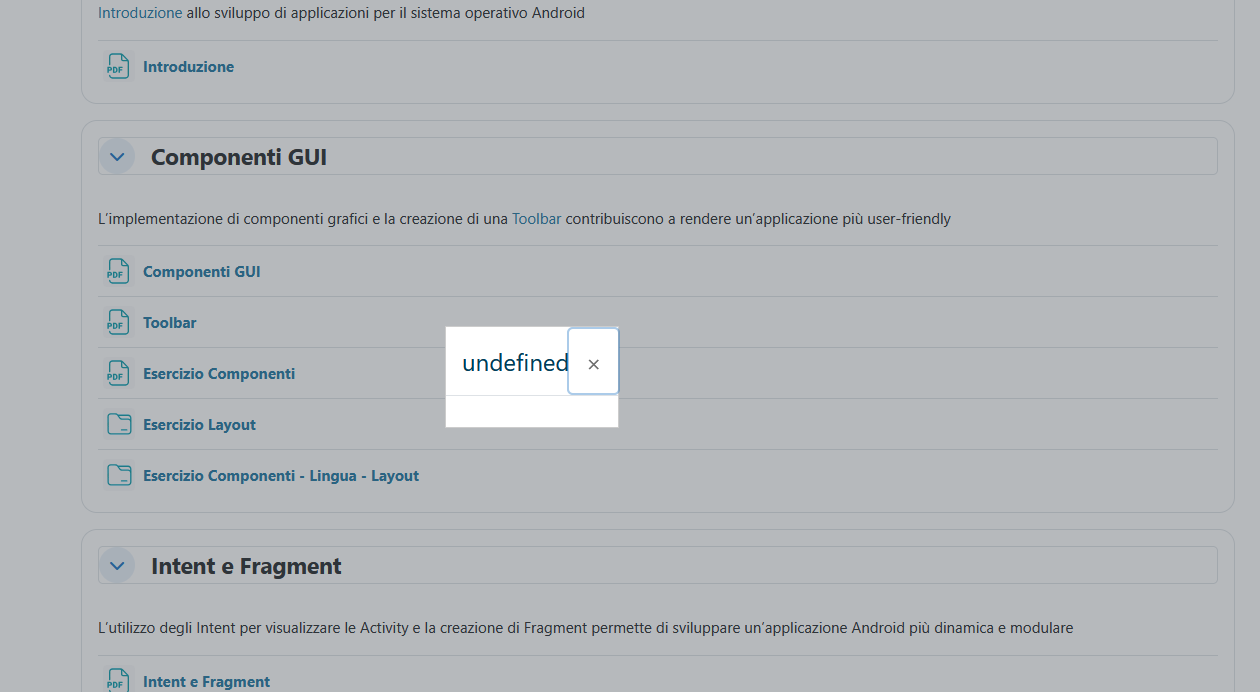 Introduzione allo sviluppo di applicazioni per il sistema operativo Android
PDF Introduzione
Componenti GUI
L’implementazione di componenti grafici e la creazione di una Toolbar contribuiscono a rendere un’applicazione più user-friendly
PDF Componenti GUI
PDF Toolbar
undefined ×
PDF Esercizio Componenti
Esercizio Layout
Esercizio Componenti - Lingua - Layout
Intent e Fragment
L’utilizzo degli Intent per visualizzare le Activity e la creazione di Fragment permette di sviluppare un’applicazione Android più dinamica e modulare
PDF Intent e Fragment